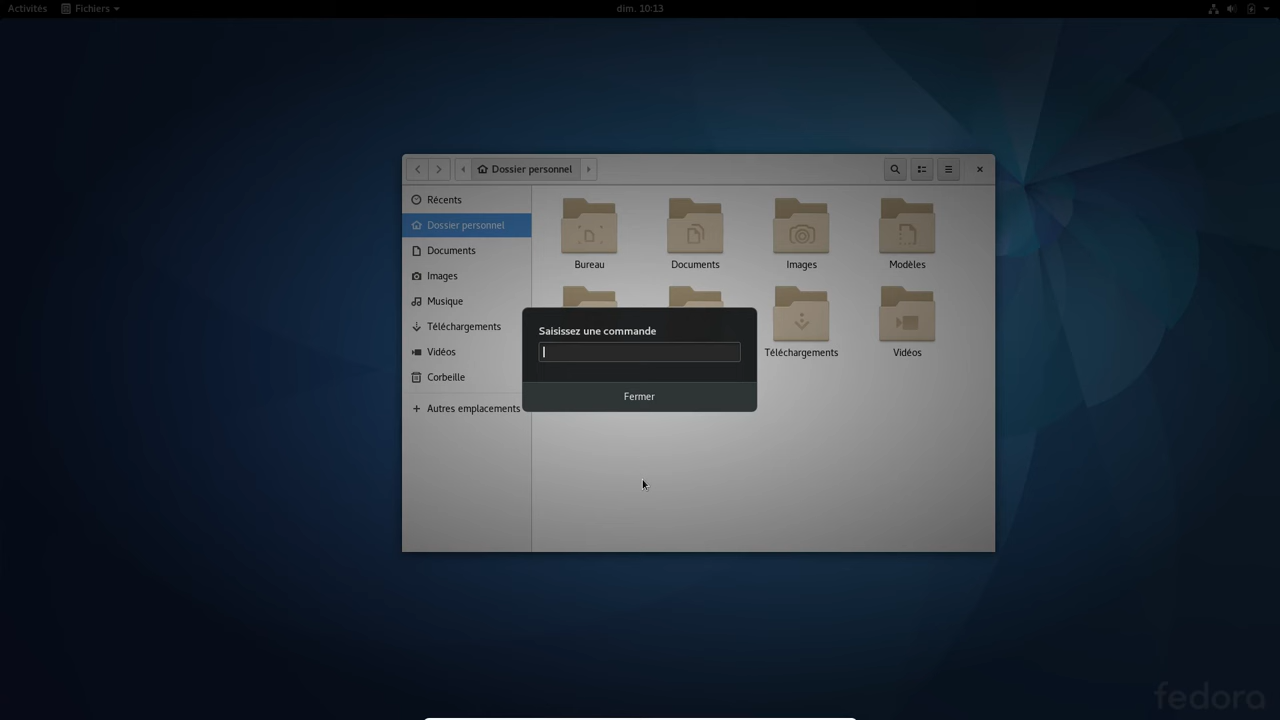 Activités Fichiers dim. 10:13
Dossier personnel
Récents
Dossier personnel
Documents
Images
Musique
Téléchargements
Vidéos
Corbeille
Autres emplacements
Bureau Documents Images Modèles
Téléchargements Vidéos
Saisissez une commande
Fermer
fedora